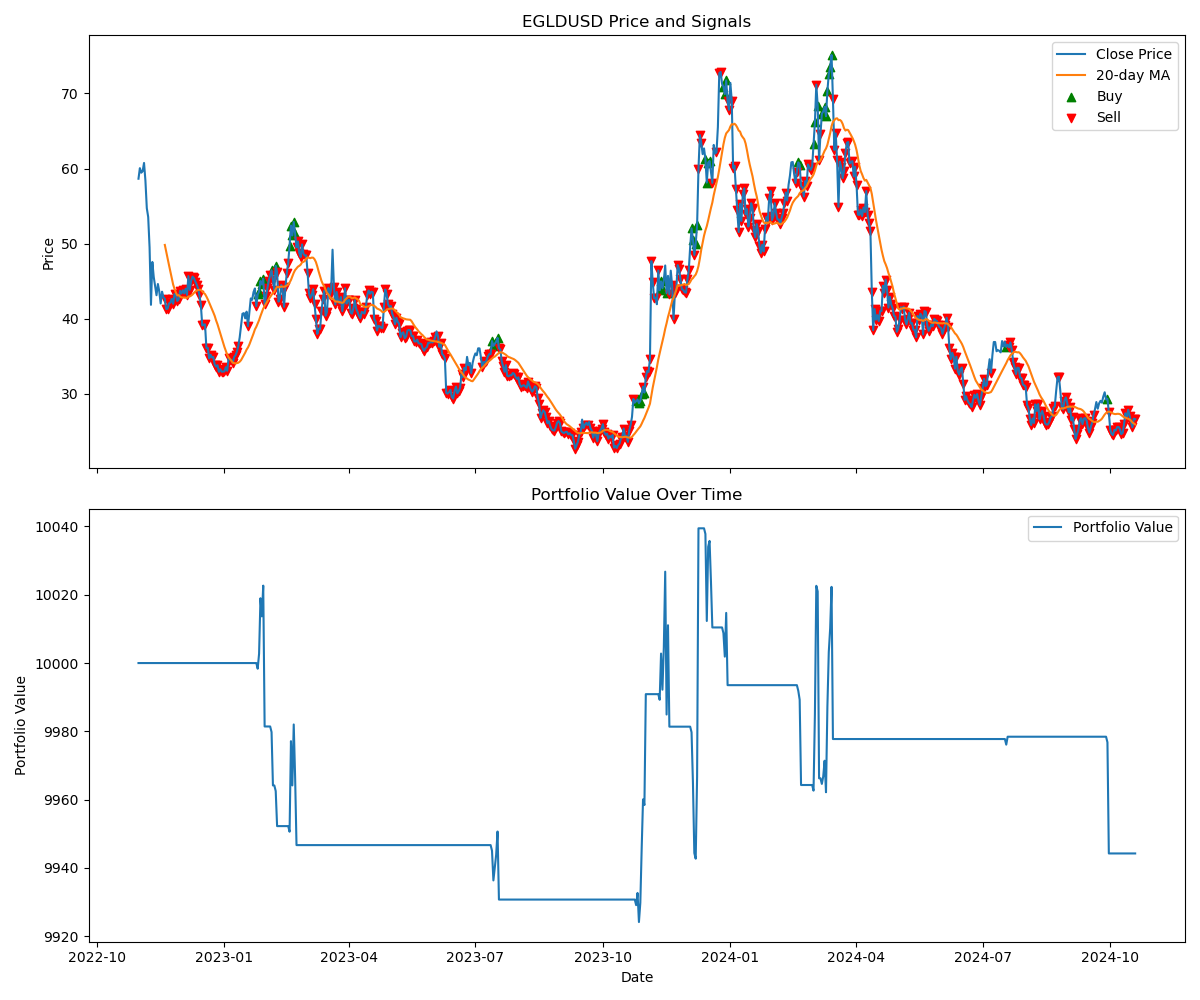 EGLDUSD Price and Signals
Price
70
60
50
40
30
Close Price
20-day MA
Buy
Sell
Portfolio Value Over Time
Portfolio Value
10040
10020
10000
9980
9960
9940
9920
Portfolio Value
2022-10
2023-01
2023-04
2023-07
2023-10
2024-01
2024-04
2024-07
2024-10
Date